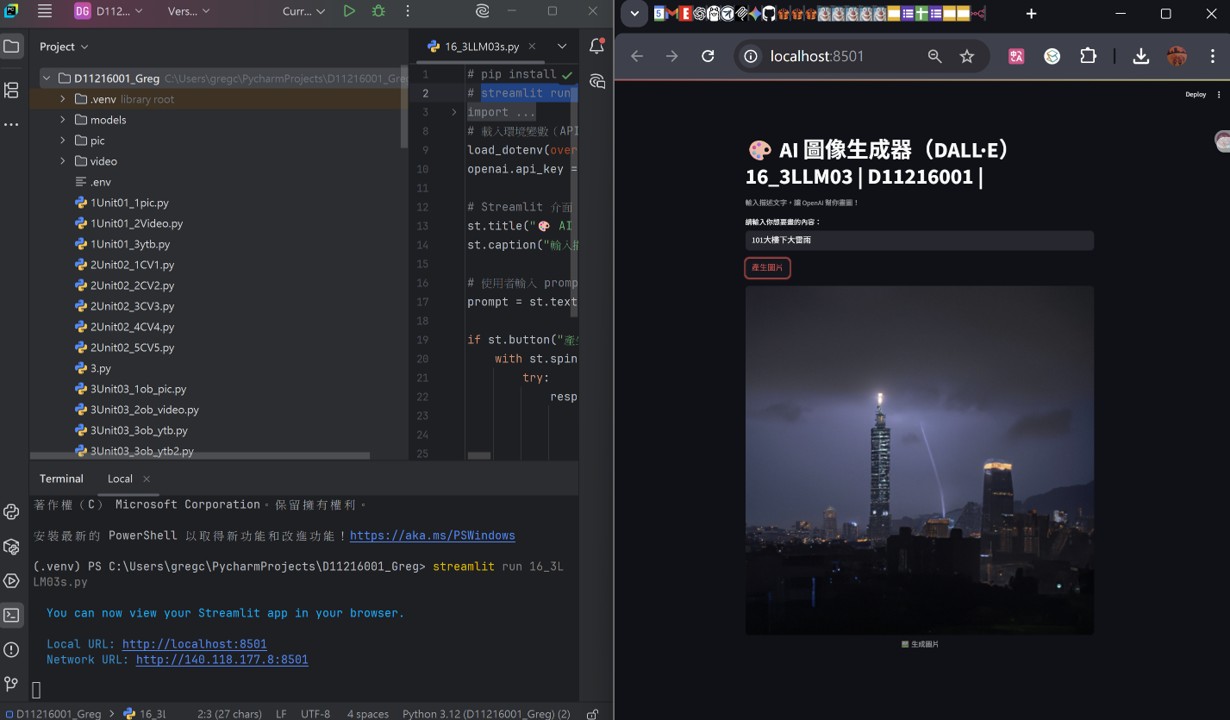 DG
D112...
Vers...
Curr...
Project
D11216001_Greg C:\Users\gregc\PycharmProjects\D11216001_Gre
.venv library root
models
pic
video
.env
1Unit01_1pic.py
1Unit01_2Video.py
1Unit01_3ytb.py
2Unit02_1CV1.py
2Unit02_2CV2.py
2Unit02_3CV3.py
2Unit02_4CV4.py
2Unit02_5CV5.py
3.py
3Unit03_1ob_pic.py
3Unit03_2ob_video.py
3Unit03_3ob_ytb.py
3Unit03_3ob_ytb2.py
16_3LLM03s.py
1 # pip install
2 # streamlit run
3 import ...
8 # 載入環境變數（API
9 load_dotenv(over
10 openai.api_key =
11
12 # Streamlit 介面
13 st.title("🎨 AI
14 st.caption("輸入描
15
16 # 使用者輸入 promp
17 prompt = st.text
18
19 if st.button("產生
20 with st.spin
21 try:
22 resp
23
24
25
Terminal
Local
著作權（C） Microsoft Corporation。保留擁有權利。
安裝最新的 PowerShell 以取得新功能和改進功能！https://aka.ms/PSWindows
(.venv) PS C:\Users\gregc\PycharmProjects\D11216001_Greg> streamlit run 16_3L
LM03s.py
You can now view your Streamlit app in your browser.
Local URL: http://localhost:8501
Network URL: http://140.118.177.8:8501
D11216001_Greg
16_3l
2:3 (27 chars)
LF
UTF-8
4 spaces
Python 3.12 (D11216001_Greg) (2)
localhost:8501
Deploy
🎨 AI 圖像生成器（DALL·E）
16_3LLM03 | D11216001 |
輸入描述文字，讓 OpenAI 幫你畫圖！
請輸入你想要畫的內容：
101大樓下大雷雨
產生圖片
生成圖片